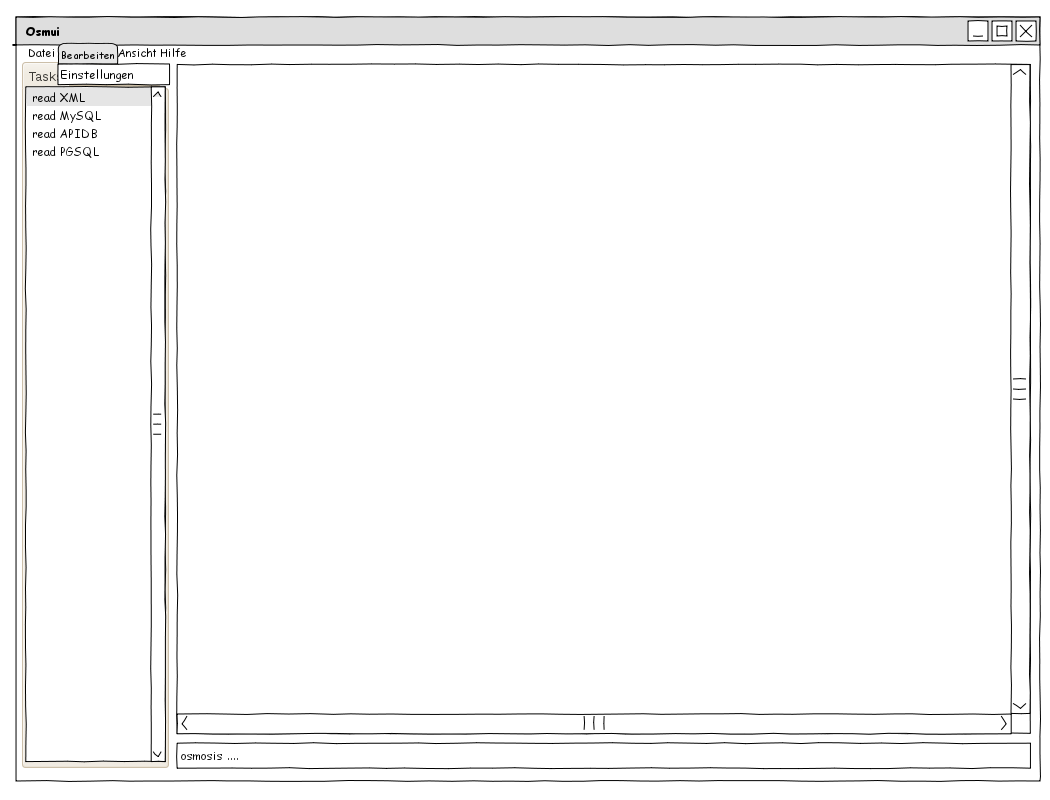 Osmui
Datei Bearbeiten Ansicht Hilfe
Task
Einstellungen
read XML
read MySQL
read APIDB
read PGSQL
osmosis ....